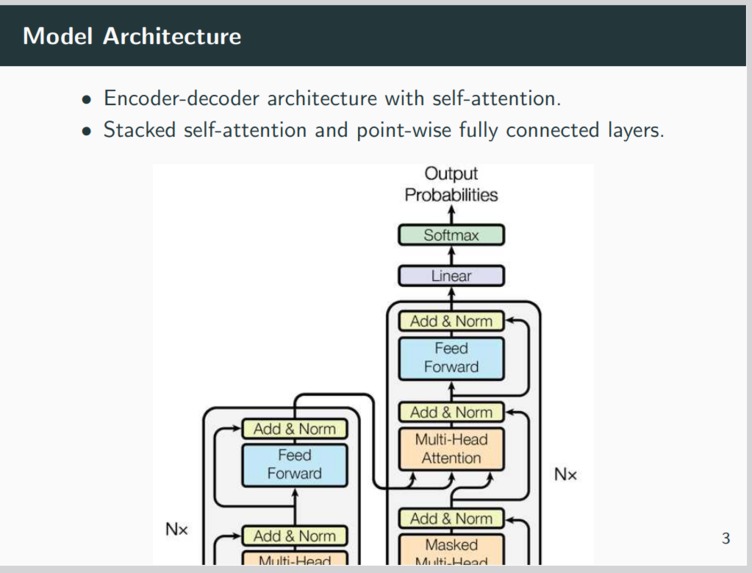 Model Architecture
• Encoder-decoder architecture with self-attention.
• Stacked self-attention and point-wise fully connected layers.
Output
Probabilities
Softmax
Linear
Add & Norm
Feed
Forward
Add & Norm
Multi-Head
Attention
Nx
Add & Norm
Masked
Multi-Head
Add & Norm
Feed
Forward
Nx
Add & Norm
Multi-Head
3